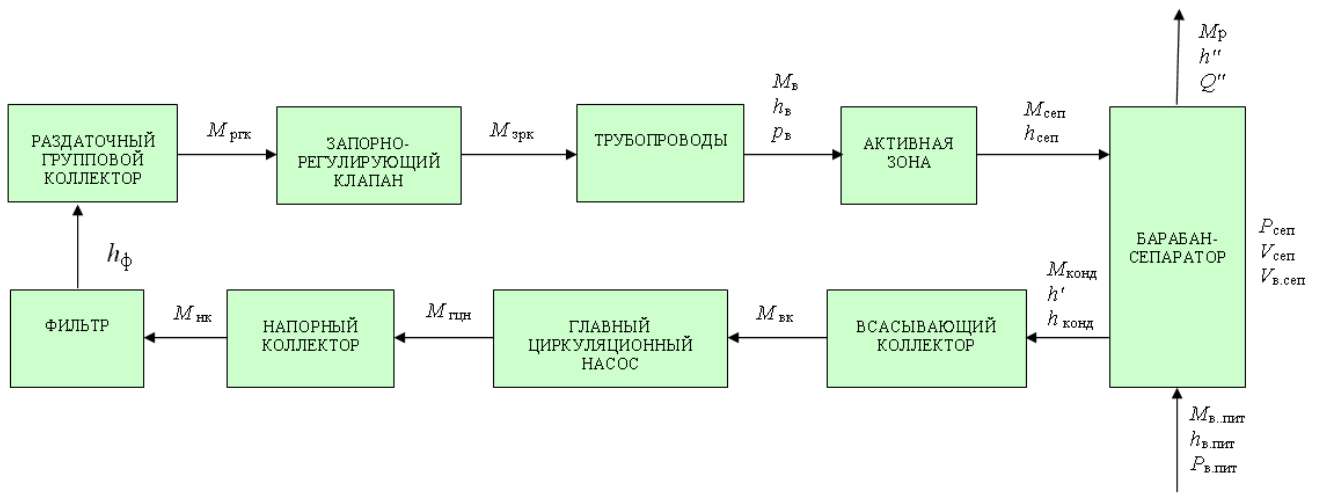 РАЗДАТОЧНЫЙ
ГРУППОВОЙ
КОЛЛЕКТОР
M ргк
ЗАПОРНО-
РЕГУЛИРУЮЩИЙ
КЛАПАН
M зрк
ТРУБОПРОВОДЫ
M в
h в
p в
АКТИВНАЯ
ЗОНА
M сеп
h сеп
M р
h"
Q"
БАРАБАН-
СЕПАРАТОР
P сеп
V сеп
V в.сеп
M в..пит
h в.пит
P в.пит
M конд
h'
h конд
ВСАСЫВАЮЩИЙ
КОЛЛЕКТОР
M вк
ГЛАВНЫЙ
ЦИРКУЛЯЦИОННЫЙ
НАСОС
M гцн
НАПОРНЫЙ
КОЛЛЕКТОР
M нк
ФИЛЬТР
h ф